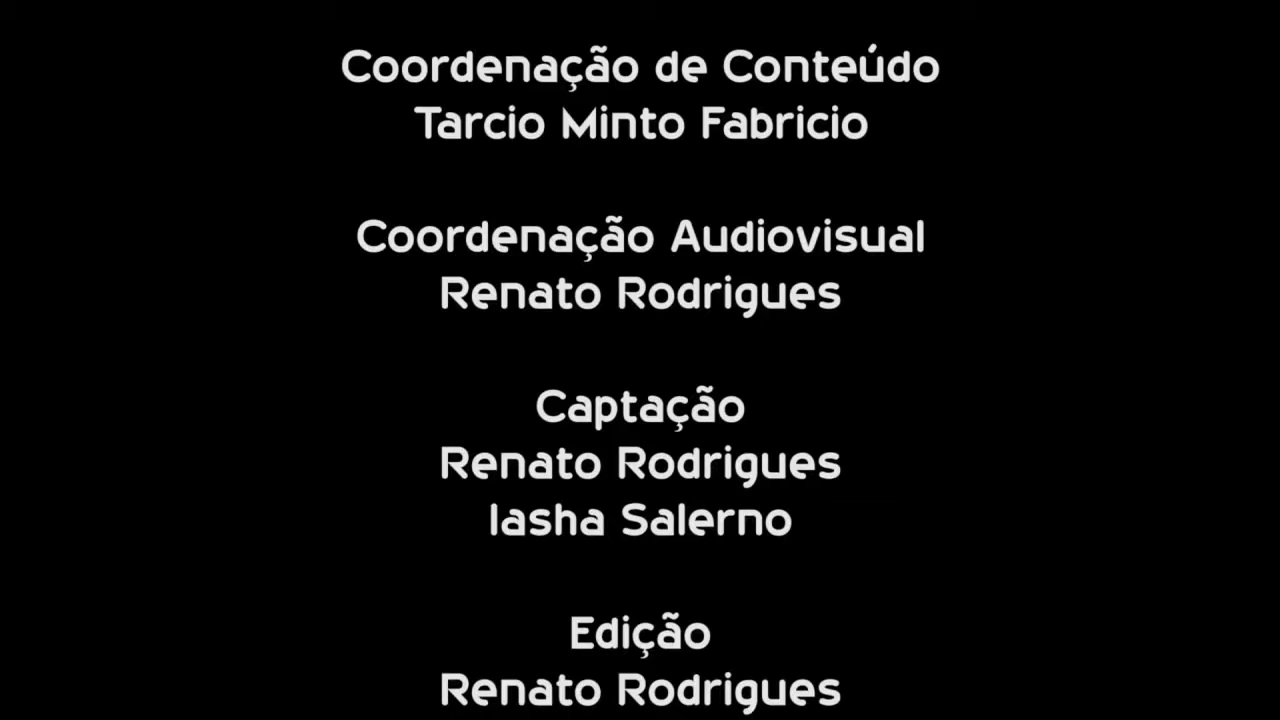 Coordenação de Conteúdo
Tarcio Minto Fabricio
Coordenação Audiovisual
Renato Rodrigues
Captação
Renato Rodrigues
Iasha Salerno
Edição
Renato Rodrigues